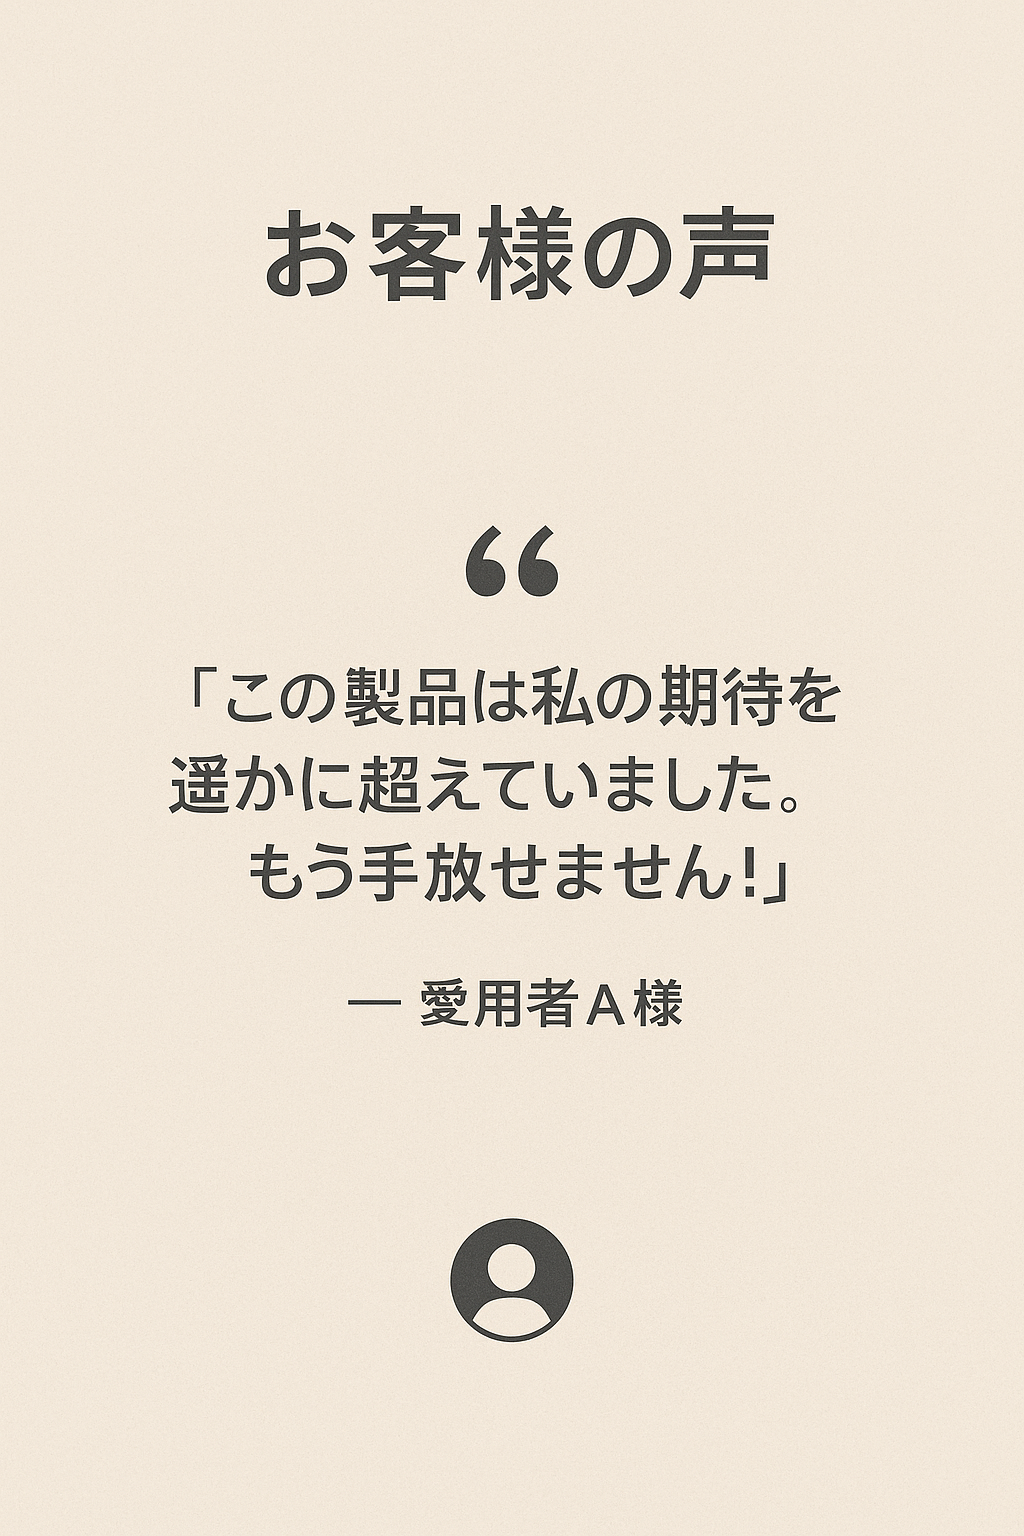 お客様の声
“
「この製品は私の期待を
遥かに超えていました。
もう手放せません!」
― 愛用者A様